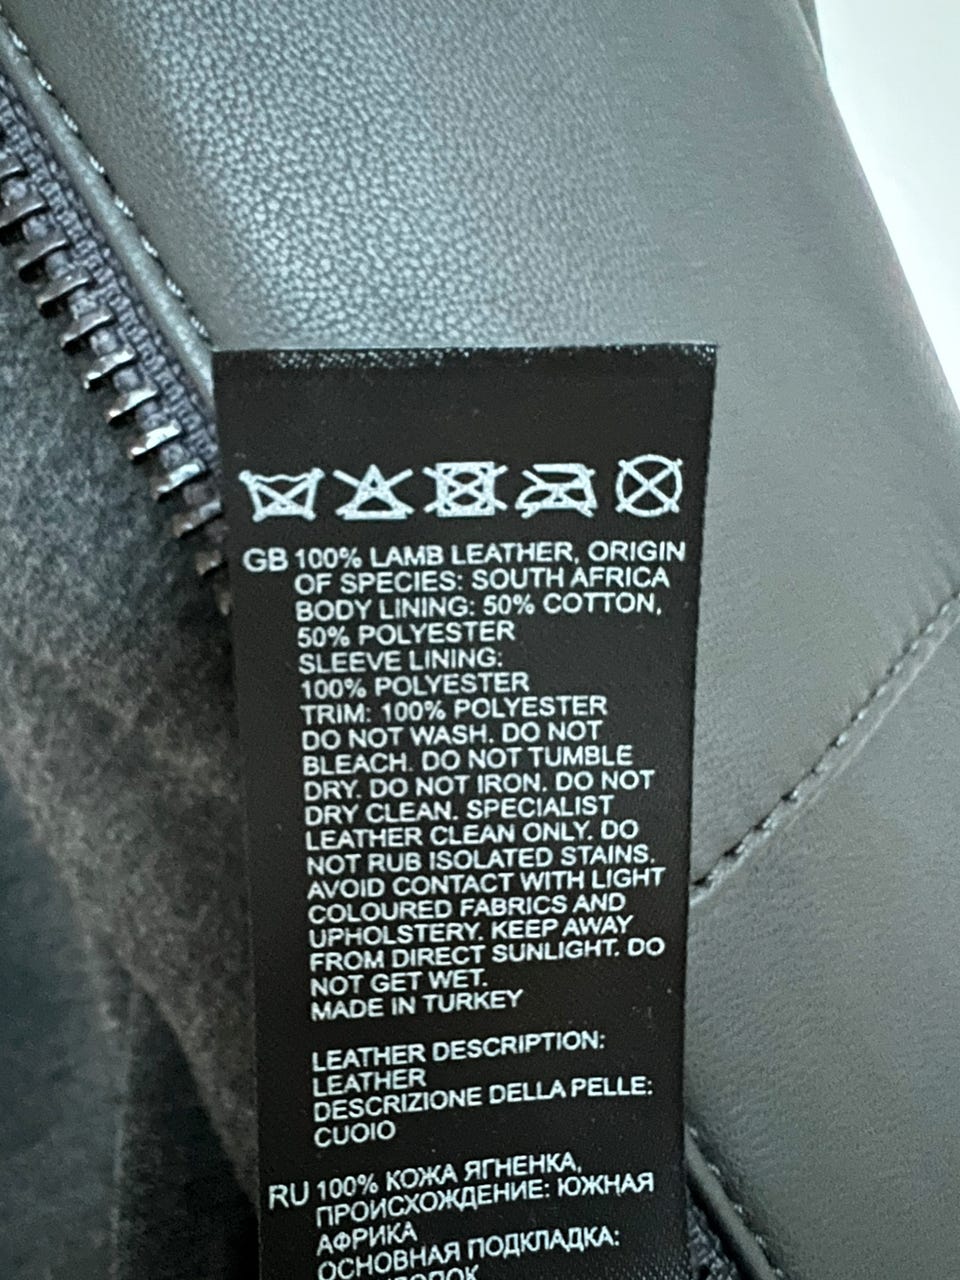 GB 100% LAMB LEATHER, ORIGIN
OF SPECIES: SOUTH AFRICA
BODY LINING: 50% COTTON,
50% POLYESTER
SLEEVE LINING:
100% POLYESTER
TRIM: 100% POLYESTER
DO NOT WASH. DO NOT
BLEACH. DO NOT TUMBLE
DRY. DO NOT IRON. DO NOT
DRY CLEAN. SPECIALIST
LEATHER CLEAN ONLY. DO
NOT RUB ISOLATED STAINS.
AVOID CONTACT WITH LIGHT
COLOURED FABRICS AND
UPHOLSTERY. KEEP AWAY
FROM DIRECT SUNLIGHT. DO
NOT GET WET.
MADE IN TURKEY
LEATHER DESCRIPTION:
LEATHER
DESCRIZIONE DELLA PELLE:
CUOIO
RU 100% КОЖА ЯГНЕНКА,
ПРОИСХОЖДЕНИЕ: ЮЖНАЯ
АФРИКА
ОСНОВНАЯ ПОДКЛАДКА: